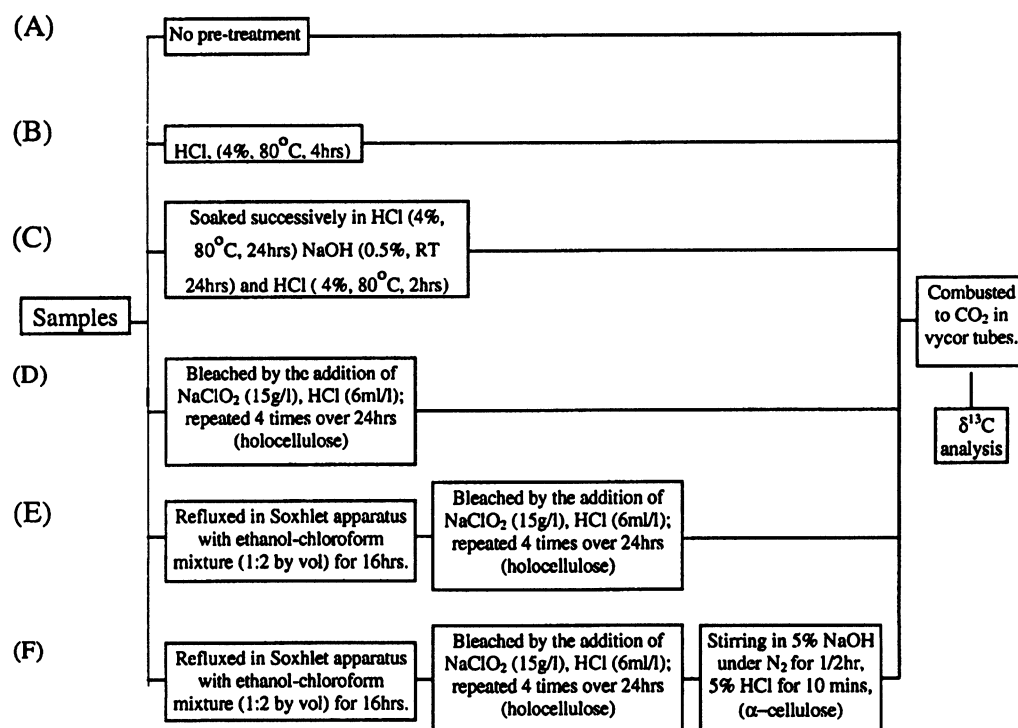 (A)
No pre-treatment
(B)
HCl, (4%, 80°C, 4hrs)
(C)
Soaked successively in HCl (4%,
80°C, 24hrs) NaOH (0.5%, RT
24hrs) and HCl ( 4%, 80°C, 2hrs)
Samples
Combusted
to CO₂ in
vycor tubes.
δ¹³C
analysis
(D)
Bleached by the addition of
NaClO₂ (15g/l), HCl (6ml/l);
repeated 4 times over 24hrs
(holocellulose)
(E)
Refluxed in Soxhlet apparatus
with ethanol-chloroform
mixture (1:2 by vol) for 16hrs.
Bleached by the addition of
NaClO₂ (15g/l), HCl (6ml/l);
repeated 4 times over 24hrs
(holocellulose)
(F)
Refluxed in Soxhlet apparatus
with ethanol-chloroform
mixture (1:2 by vol) for 16hrs.
Bleached by the addition of
NaClO₂ (15g/l), HCl (6ml/l);
repeated 4 times over 24hrs
(holocellulose)
Stirring in 5% NaOH
under N₂ for 1/2hr,
5% HCl for 10 mins,
(α−cellulose)